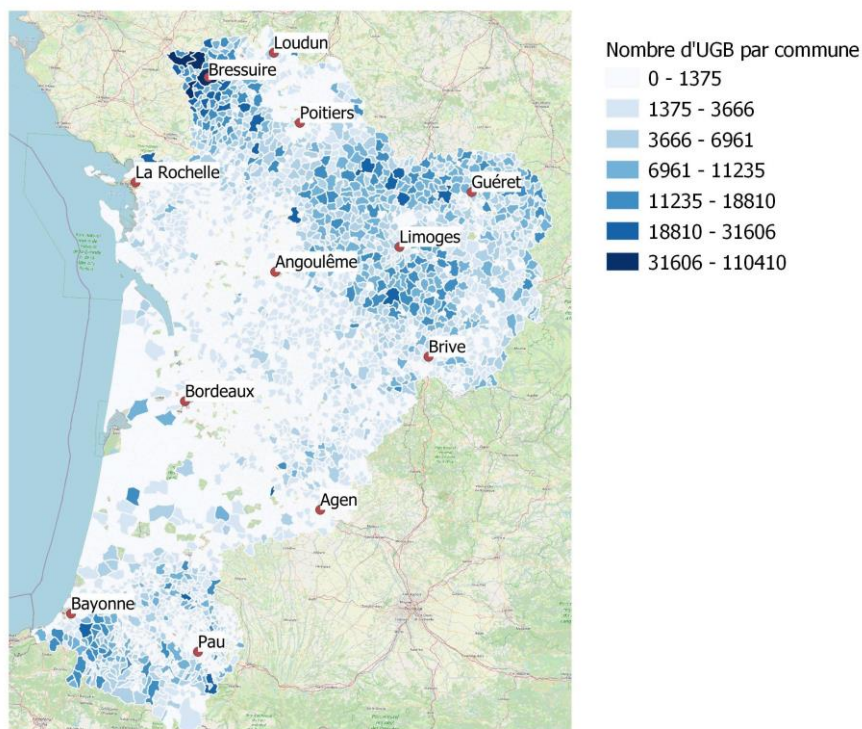 Loudun
Bressuire
Poitiers
La Rochelle
Guéret
Limoges
Angoulême
Brive
Bordeaux
Agen
Bayonne
Pau
Nombre d'UGB par commune
0 - 1375
1375 - 3666
3666 - 6961
6961 - 11235
11235 - 18810
18810 - 31606
31606 - 110410